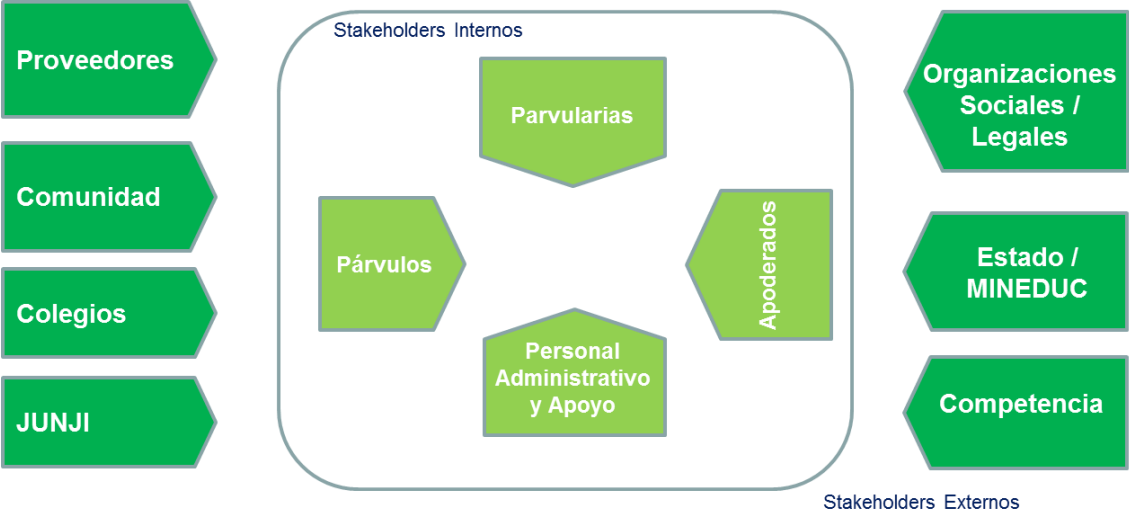 Proveedores
Comunidad
Colegios
JUNJI
Stakeholders Internos
Parvularias
Párvulos
Apoderados
Personal
Administrativo
y Apoyo
Organizaciones
Sociales /
Legales
Estado /
MINEDUC
Competencia
Stakeholders Externos